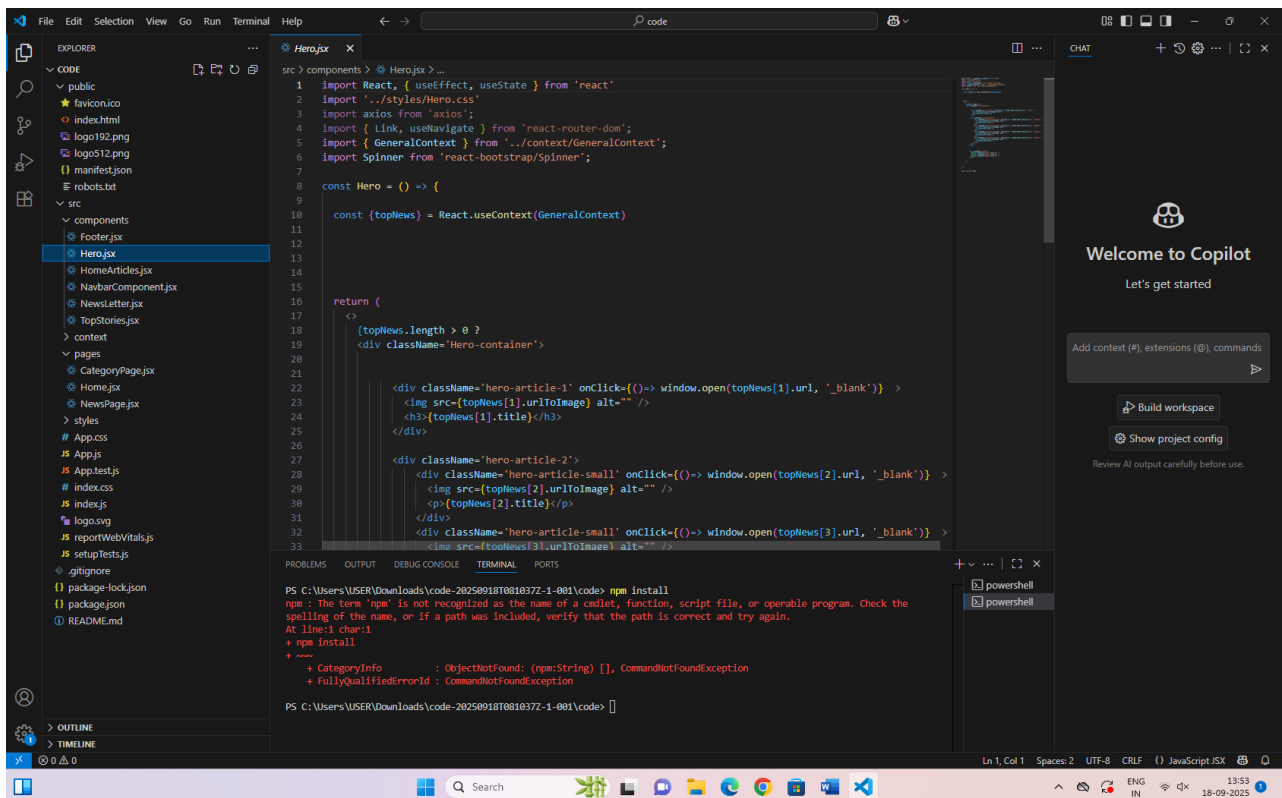 File Edit Selection View Go Run Terminal Help
code
EXPLORER
CODE
public
favicon.ico
index.html
logo192.png
logo512.png
{} manifest.json
robots.txt
src
components
Footer.jsx
Hero.jsx
HomeArticles.jsx
NavbarComponent.jsx
NewsLetter.jsx
TopStories.jsx
context
pages
CategoryPage.jsx
Home.jsx
NewsPage.jsx
styles
# App.css
JS App.js
JS App.test.js
# index.css
JS index.js
logo.svg
JS reportWebVitals.js
JS setupTests.js
.gitignore
{} package-lock.json
{} package.json
README.md
OUTLINE
TIMELINE
Hero.jsx
src > components > Hero.jsx > ...
1 import React, { useEffect, useState } from 'react'
2 import '../styles/Hero.css'
3 import axios from 'axios';
4 import { Link, useNavigate } from 'react-router-dom';
5 import { GeneralContext } from '../context/GeneralContext';
6 import Spinner from 'react-bootstrap/Spinner';
7
8 const Hero = () => {
9
10 const {topNews} = React.useContext(GeneralContext)
11
12
13
14
15
16 return (
17 <>
18 {topNews.length > 0 ?
19 <div className='Hero-container'>
20
21
22 <div className='hero-article-1' onClick={()=> window.open(topNews[1].url, '_blank')} >
23 <img src={topNews[1].urlToImage} alt="" />
24 <h3>{topNews[1].title}</h3>
25 </div>
26
27 <div className='hero-article-2'>
28 <div className='hero-article-small' onClick={()=> window.open(topNews[2].url, '_blank')} >
29 <img src={topNews[2].urlToImage} alt="" />
30 <p>{topNews[2].title}</p>
31 </div>
32 <div className='hero-article-small' onClick={()=> window.open(topNews[3].url, '_blank')} >
33 <img src={topNews[3].urlToImage} alt="" />
PROBLEMS OUTPUT DEBUG CONSOLE TERMINAL PORTS
PS C:\Users\USER\Downloads\code-20250918T081037Z-1-001\code> npm install
npm : The term 'npm' is not recognized as the name of a cmdlet, function, script file, or operable program. Check the
spelling of the name, or if a path was included, verify that the path is correct and try again.
At line:1 char:1
+ npm install
+ ~~~
+ CategoryInfo : ObjectNotFound: (npm:String) [], CommandNotFoundException
+ FullyQualifiedErrorId : CommandNotFoundException
PS C:\Users\USER\Downloads\code-20250918T081037Z-1-001\code>
powershell
powershell
CHAT
Welcome to Copilot
Let's get started
Add context (#), extensions (@), commands
Build workspace
Show project config
Review AI output carefully before use.
0 0
Ln 1, Col 1 Spaces: 2 UTF-8 CRLF {} JavaScript JSX
Search
ENG
IN
13:53
18-09-2025